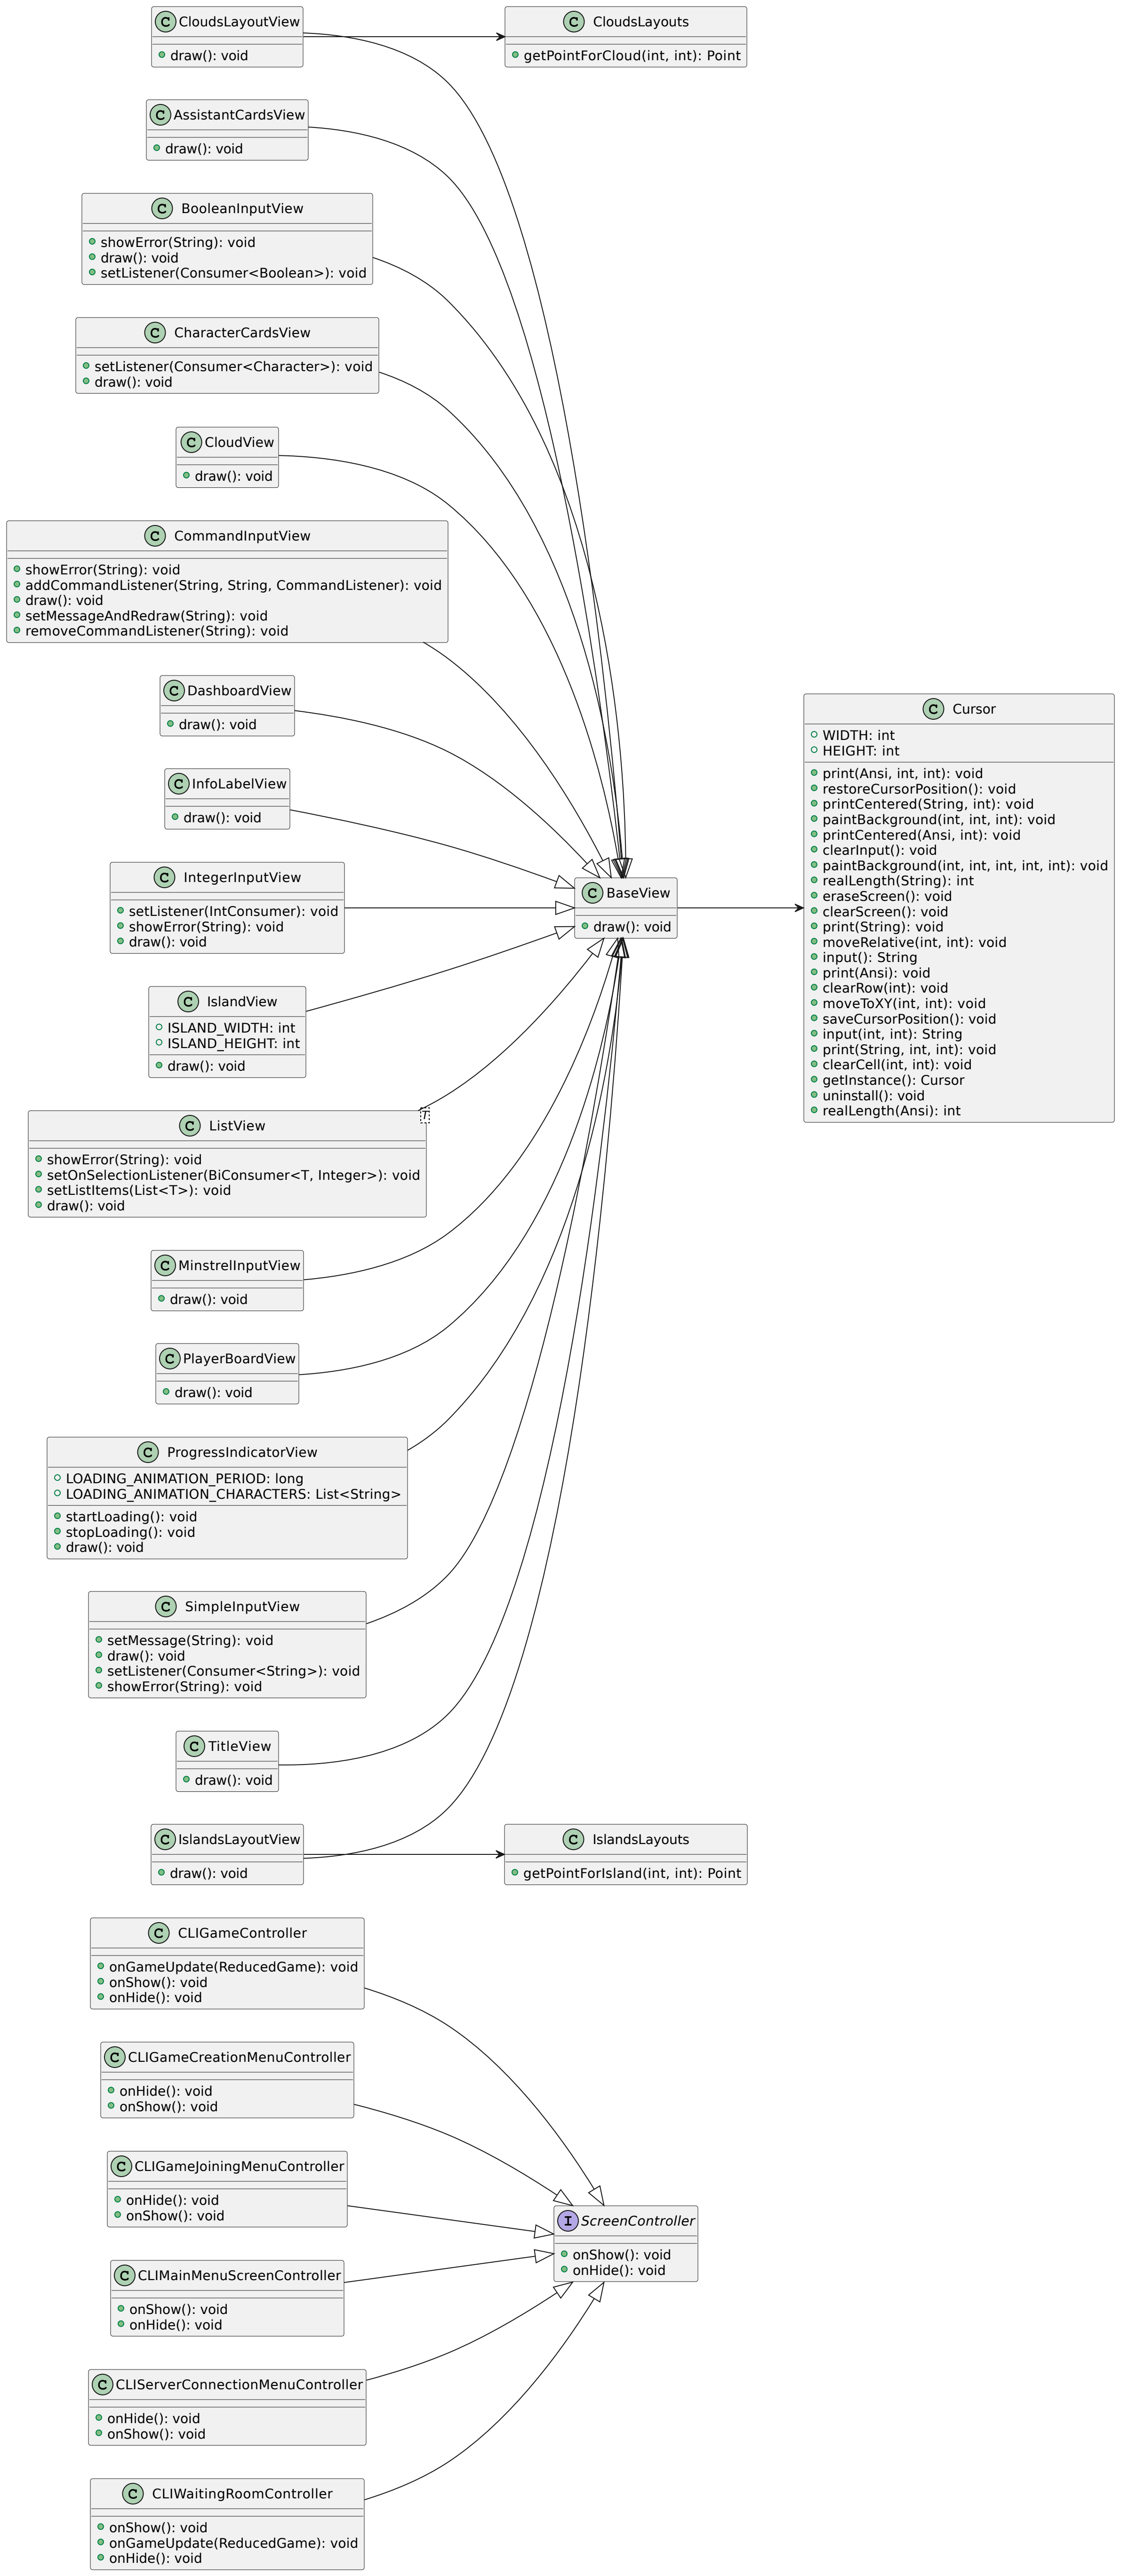 C CloudsLayoutView
draw(): void
C CloudsLayouts
getPointForCloud(int, int): Point
C AssistantCardsView
draw(): void
C BooleanInputView
showError(String): void
draw(): void
setListener(Consumer<Boolean>): void
C CharacterCardsView
setListener(Consumer<Character>): void
draw(): void
C CloudView
draw(): void
C CommandInputView
showError(String): void
addCommandListener(String, String, CommandListener): void
draw(): void
setMessageAndRedraw(String): void
removeCommandListener(String): void
C DashboardView
draw(): void
C InfoLabelView
draw(): void
C IntegerInputView
setListener(IntConsumer): void
showError(String): void
draw(): void
C BaseView
draw(): void
C Cursor
WIDTH: int
HEIGHT: int
print(Ansi, int, int): void
restoreCursorPosition(): void
printCentered(String, int): void
paintBackground(int, int, int): void
printCentered(Ansi, int): void
clearInput(): void
paintBackground(int, int, int, int, int): void
realLength(String): int
eraseScreen(): void
clearScreen(): void
print(String): void
moveRelative(int, int): void
input(): String
print(Ansi): void
clearRow(int): void
moveToXY(int, int): void
saveCursorPosition(): void
input(int, int): String
print(String, int, int): void
clearCell(int, int): void
getInstance(): Cursor
uninstall(): void
realLength(Ansi): int
C IslandView
ISLAND_WIDTH: int
ISLAND_HEIGHT: int
draw(): void
T
C ListView
showError(String): void
setOnSelectionListener(BiConsumer<T, Integer>): void
setListItems(List<T>): void
draw(): void
C MinstrelInputView
draw(): void
C PlayerBoardView
draw(): void
C ProgressIndicatorView
LOADING_ANIMATION_PERIOD: long
LOADING_ANIMATION_CHARACTERS: List<String>
startLoading(): void
stopLoading(): void
draw(): void
C SimpleInputView
setMessage(String): void
draw(): void
setListener(Consumer<String>): void
showError(String): void
C TitleView
draw(): void
C IslandsLayoutView
draw(): void
C IslandsLayouts
getPointForIsland(int, int): Point
C CLIGameController
onGameUpdate(ReducedGame): void
onShow(): void
onHide(): void
C CLIGameCreationMenuController
onHide(): void
onShow(): void
C CLIGameJoiningMenuController
onHide(): void
onShow(): void
I ScreenController
onShow(): void
onHide(): void
C CLIMainMenuScreenController
onShow(): void
onHide(): void
C CLIServerConnectionMenuController
onHide(): void
onShow(): void
C CLIWaitingRoomController
onShow(): void
onGameUpdate(ReducedGame): void
onHide(): void